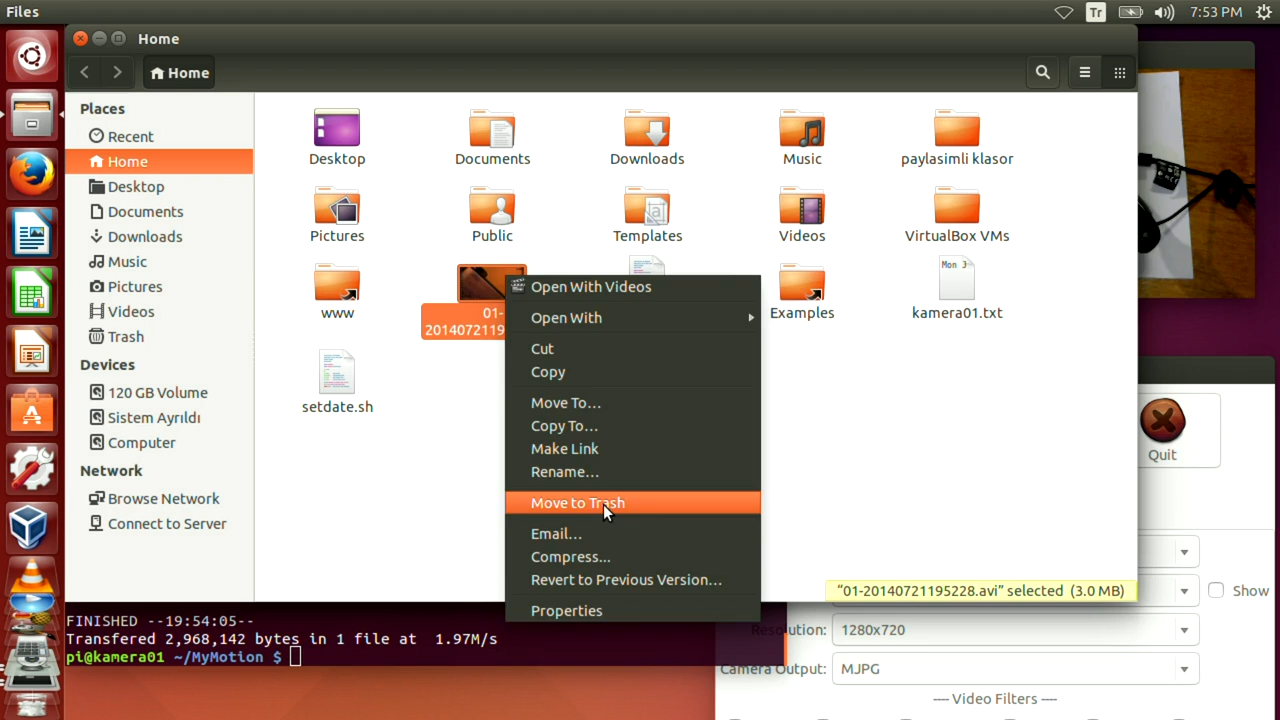 Files
Tr
7:53 PM
Home
Home
Places
Recent
Home
Desktop
Documents
Downloads
Music
Pictures
Videos
Trash
Devices
120 GB Volume
Sistem Ayrıldı
Computer
Network
Browse Network
Connect to Server
Desktop
Documents
Downloads
Music
paylasimli klasor
Pictures
Public
Templates
Videos
VirtualBox VMs
www
01-
2014072119
Examples
Mon J
kamera01.txt
setdate.sh
Open With Videos
Open With
Cut
Copy
Move To...
Copy To...
Make Link
Rename...
Move to Trash
Email...
Compress...
Revert to Previous Version...
Properties
“01-20140721195228.avi” selected (3.0 MB)
FINISHED --19:54:05--
Transfered 2,968,142 bytes in 1 file at 1.97M/s
pi@kamera01 ~/MyMotion $
Quit
Show
Resolution:
1280x720
Camera Output:
MJPG
---- Video Filters ----